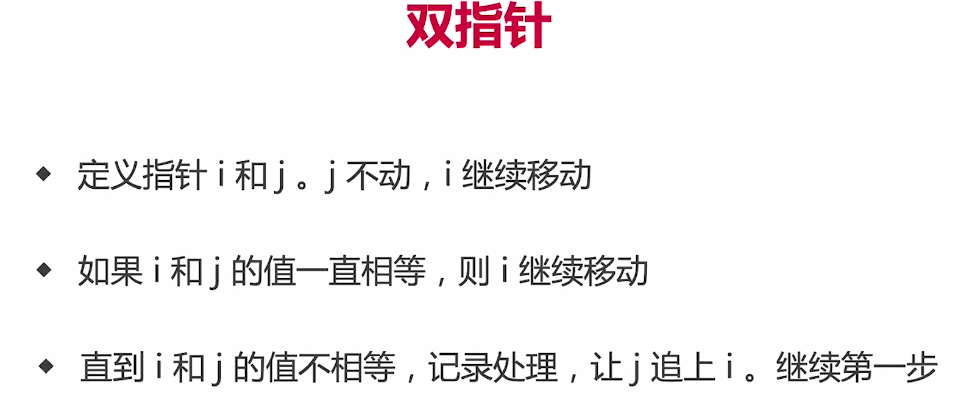 双指针
◆ 定义指针 i 和 j 。j 不动，i 继续移动
◆ 如果 i 和 j 的值一直相等，则 i 继续移动
◆ 直到 i 和 j 的值不相等，记录处理，让 j 追上 i 。继续第一步